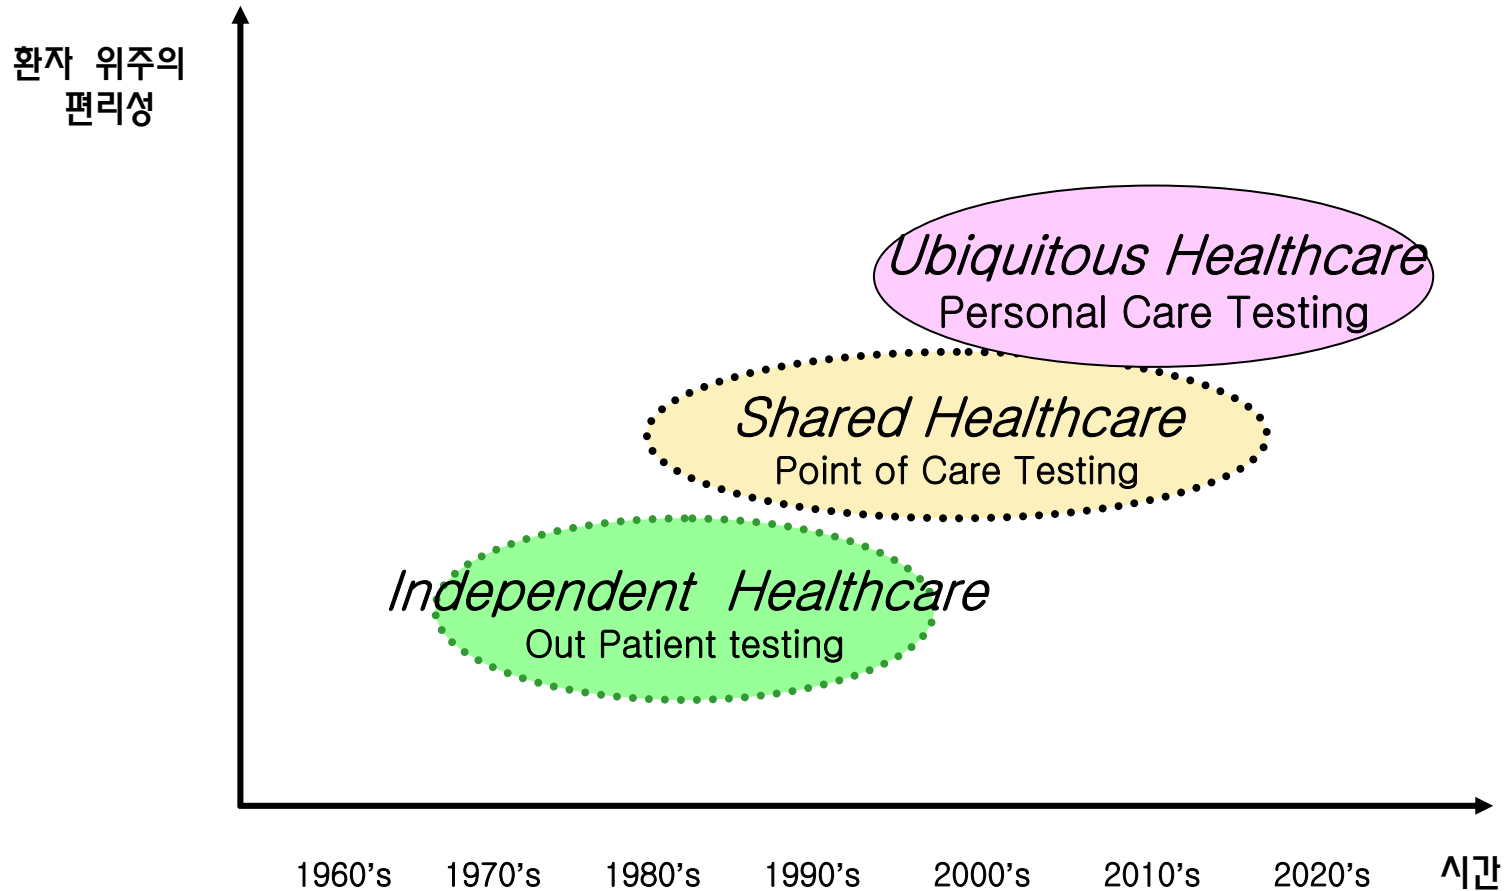 환자 위주의
편리성
Ubiquitous Healthcare
Personal Care Testing
Shared Healthcare
Point of Care Testing
Independent Healthcare
Out Patient testing
1960's 1970's 1980's 1990's 2000's 2010's 2020's 시간